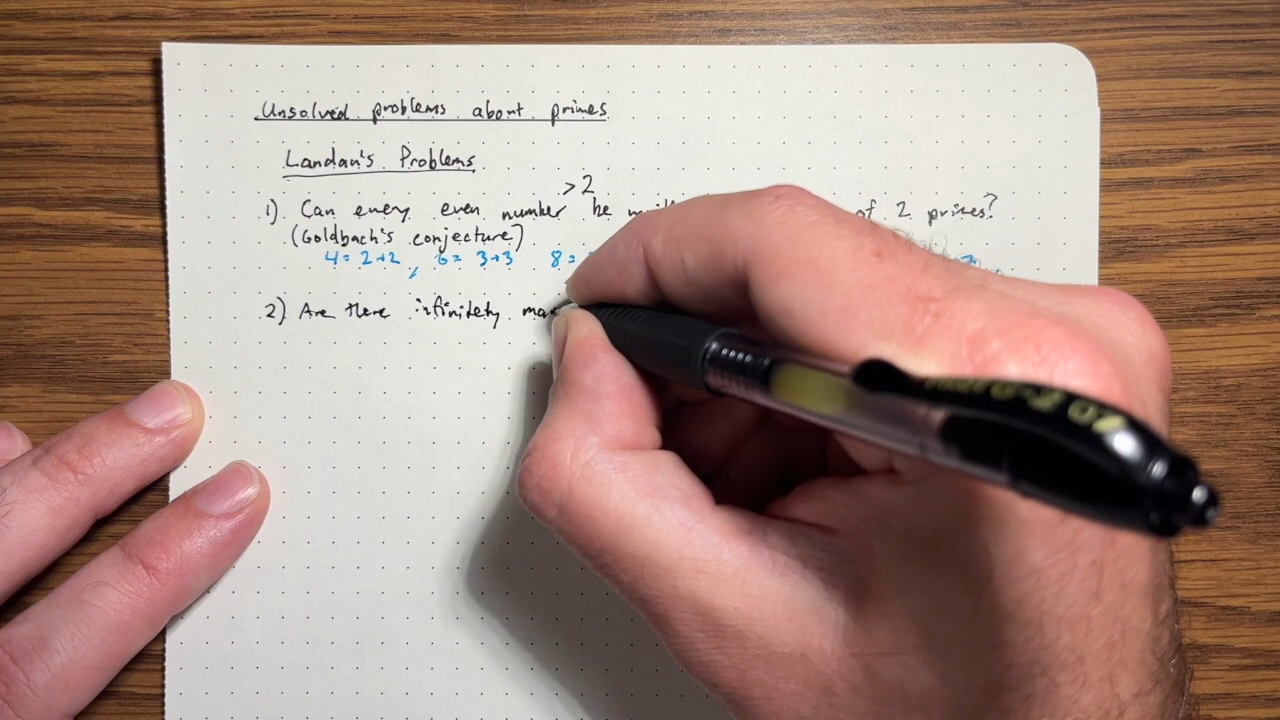 Unsolved problems about primes
Landau's Problems
> 2
1) Can every even number be of 2 primes?
(Goldbach's conjecture)
4 = 2+2, 6 = 3+3 8 =
2) Are there infinitely